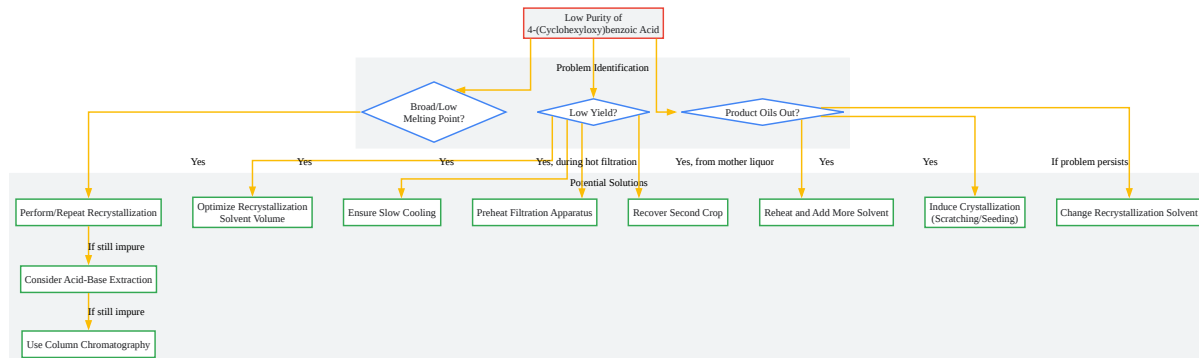 Low Purity of
4-(Cyclohexyloxy)benzoic Acid
Problem Identification
Broad/Low
Melting Point?
Low Yield?
Product Oils Out?
Yes
Yes
Yes
Yes, during hot filtration
Yes, from mother liquor
Yes
Yes
If problem persists
Potential Solutions
Perform/Repeat Recrystallization
Optimize Recrystallization
Solvent Volume
Ensure Slow Cooling
Preheat Filtration Apparatus
Recover Second Crop
Reheat and Add More Solvent
Induce Crystallization
(Scratching/Seeding)
Change Recrystallization Solvent
If still impure
Consider Acid-Base Extraction
If still impure
Use Column Chromatography